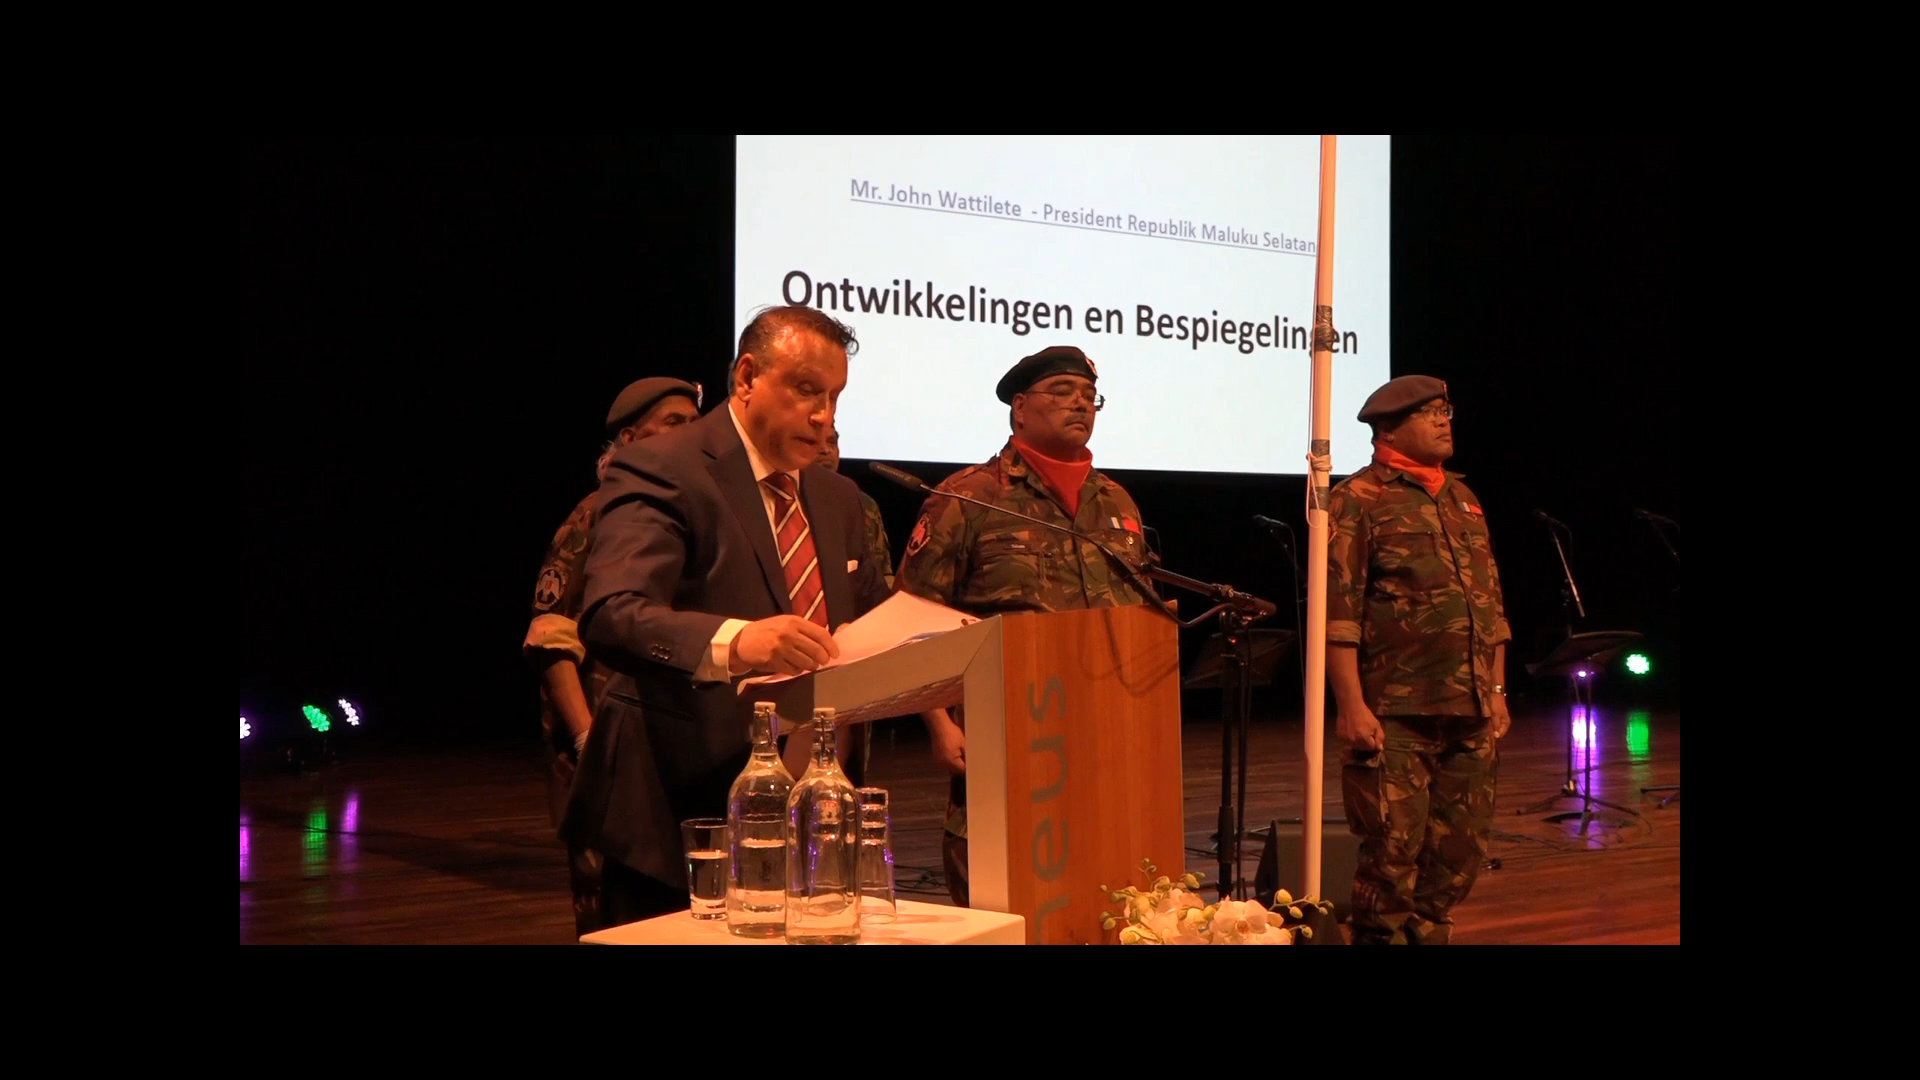 Mr. John Wattilete - President Republik Maluku Selatan
Ontwikkelingen en Bespiegelingen
neus